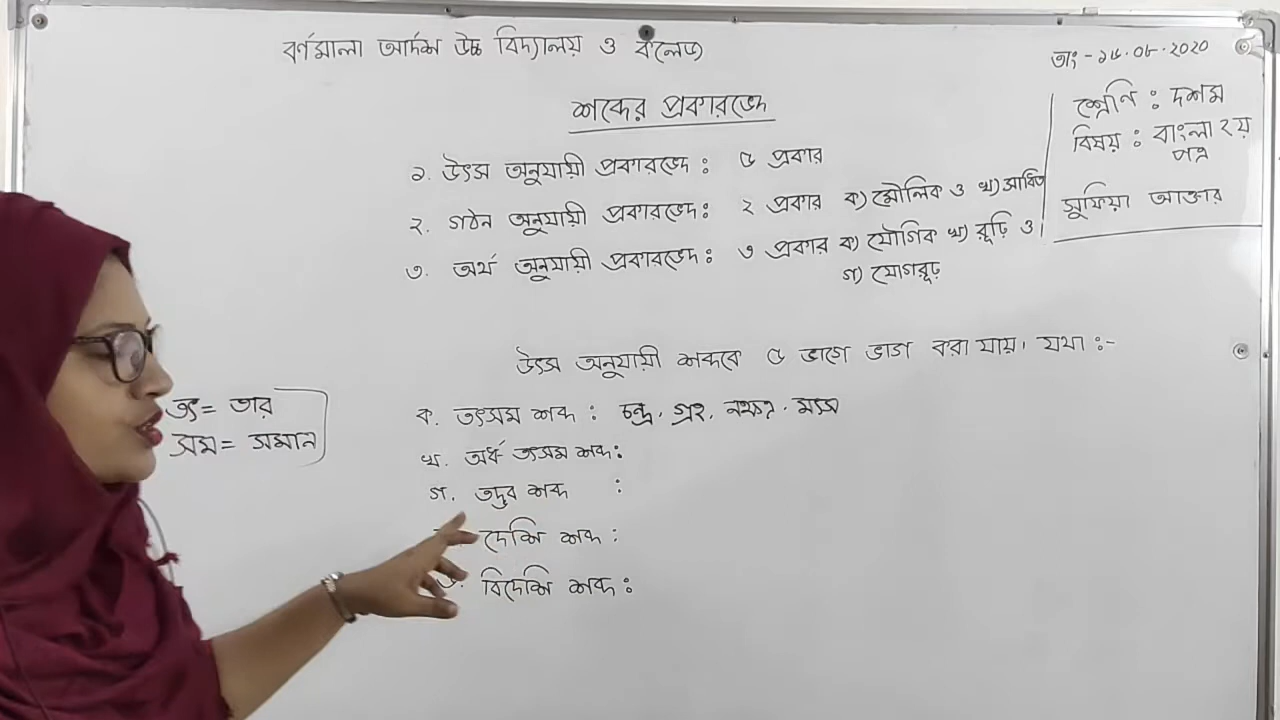 বর্ণমালা আর্দশ উচ্চ বিদ্যালয় ও কলেজ
তাং - ১৫.০৮.২০২০
শ্রেণি : দশম
বিষয় : বাংলা ২য়
পত্র
সুফিয়া আক্তার
শব্দের প্রকারভেদ
১. উৎস অনুযায়ী প্রকারভেদ : ৫ প্রকার
২. গঠন অনুযায়ী প্রকারভেদ : ২ প্রকার ক) মৌলিক ও খ) সাধিত
৩. অর্থ অনুযায়ী প্রকারভেদ : ৩ প্রকার ক) যৌগিক খ) রূঢ়ি ও
গ) যোগরূঢ়
উৎস অনুযায়ী শব্দকে ৫ ভাগে ভাগ করা যায়। যথা :-
তৎ = তার
সম = সমান
ক. তৎসম শব্দ : চন্দ্র, গ্রহ, নক্ষত্র, মৎস
খ. অর্ধ তৎসম শব্দ :
গ. তদ্ভব শব্দ :
দেশি শব্দ :
ঙ. বিদেশি শব্দ :